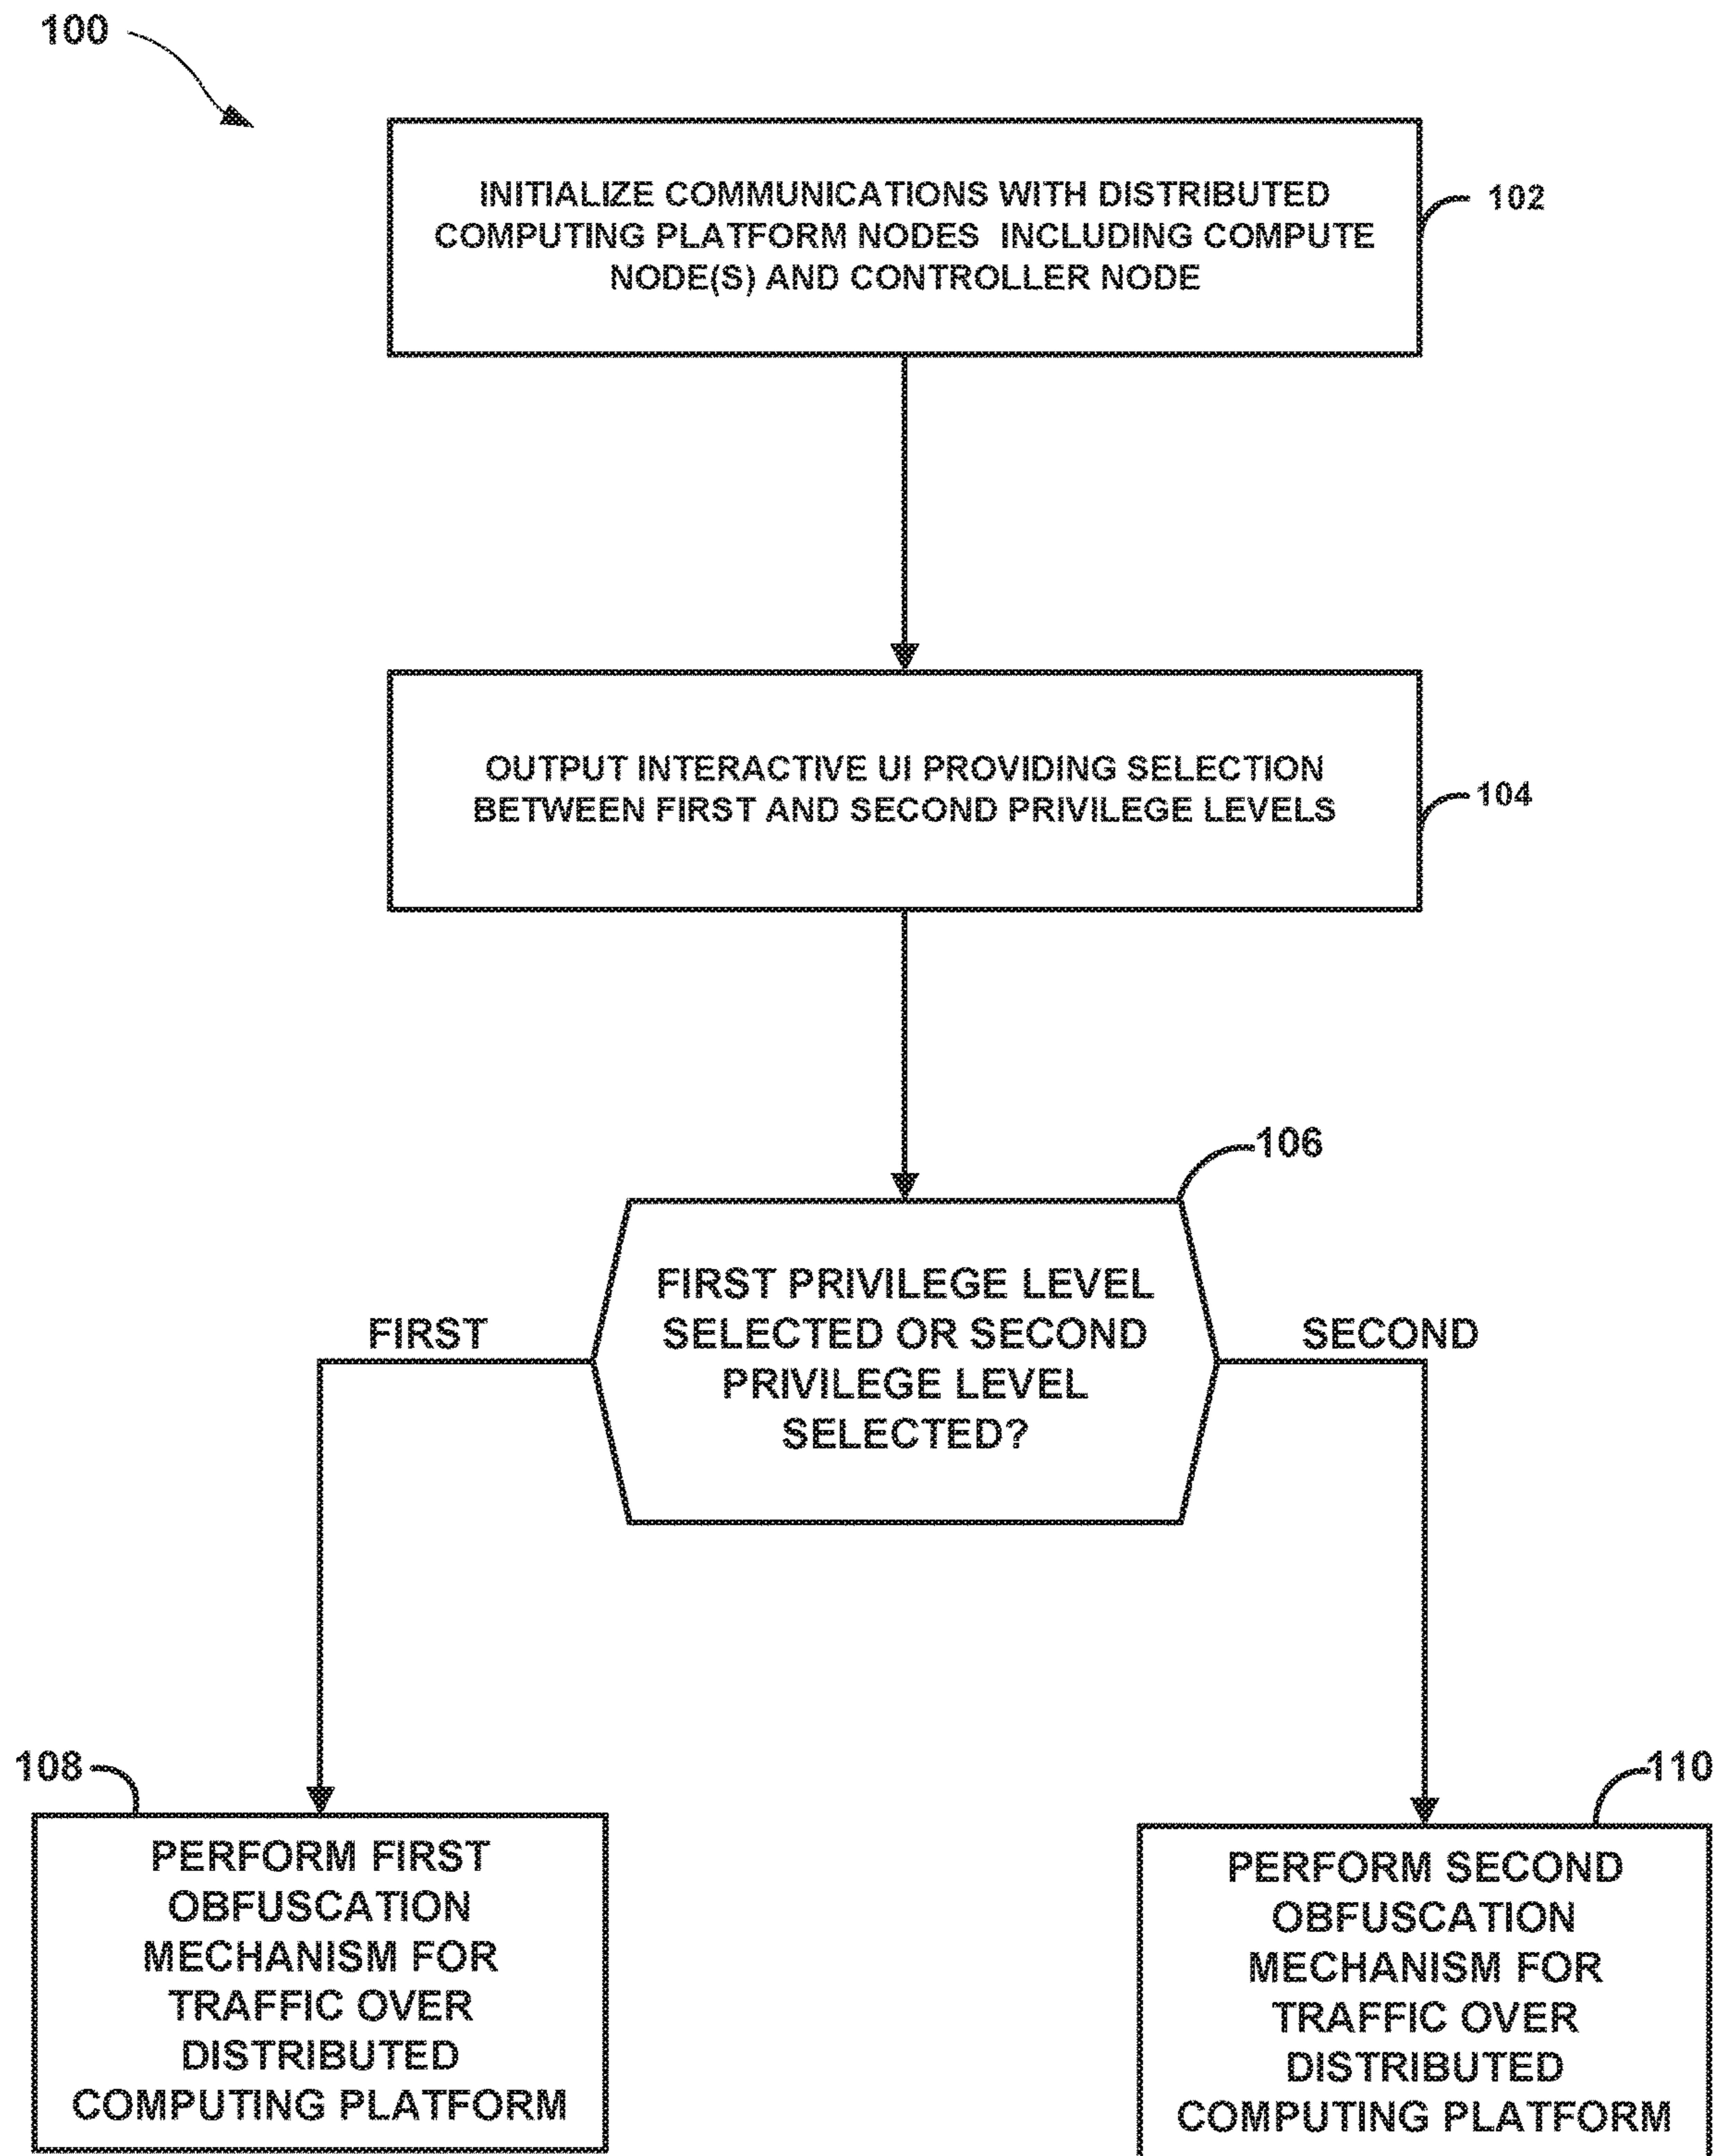 100
INITIALIZE COMMUNICATIONS WITH DISTRIBUTED
COMPUTING PLATFORM NODES INCLUDING COMPUTE
NODE(S) AND CONTROLLER NODE
102
OUTPUT INTERACTIVE UI PROVIDING SELECTION
BETWEEN FIRST AND SECOND PRIVILEGE LEVELS
104
106
FIRST PRIVILEGE LEVEL
SELECTED OR SECOND
PRIVILEGE LEVEL
SELECTED?
FIRST
SECOND
108
PERFORM FIRST
OBFUSCATION
MECHANISM FOR
TRAFFIC OVER
DISTRIBUTED
COMPUTING PLATFORM
110
PERFORM SECOND
OBFUSCATION
MECHANISM FOR
TRAFFIC OVER
DISTRIBUTED
COMPUTING PLATFORM